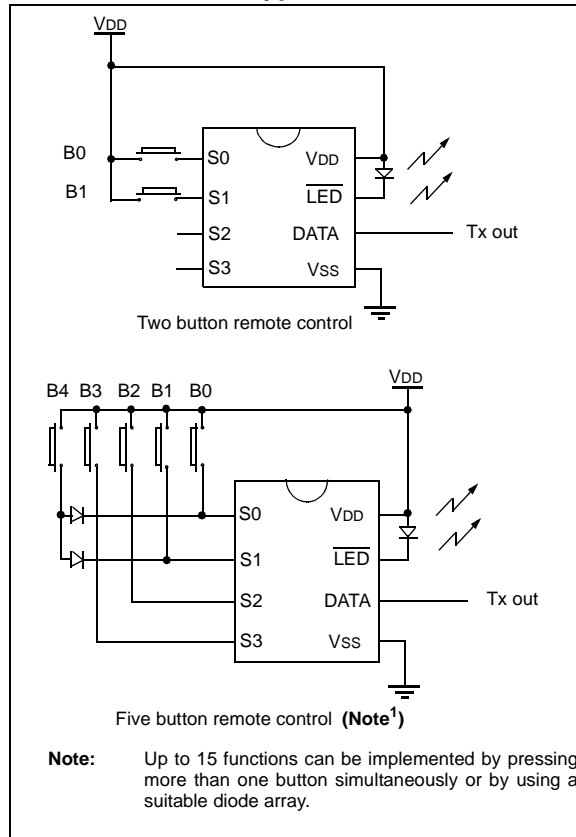 VDD
B0
S0
VDD
B1
S1
LED
S2
DATA
Tx out
S3
VSS
Two button remote control
B4 B3 B2 B1 B0
VDD
S0
VDD
S1
LED
S2
DATA
Tx out
S3
VSS
Five button remote control (Note1)
Note: Up to 15 functions can be implemented by pressing
more than one button simultaneously or by using a
suitable diode array.